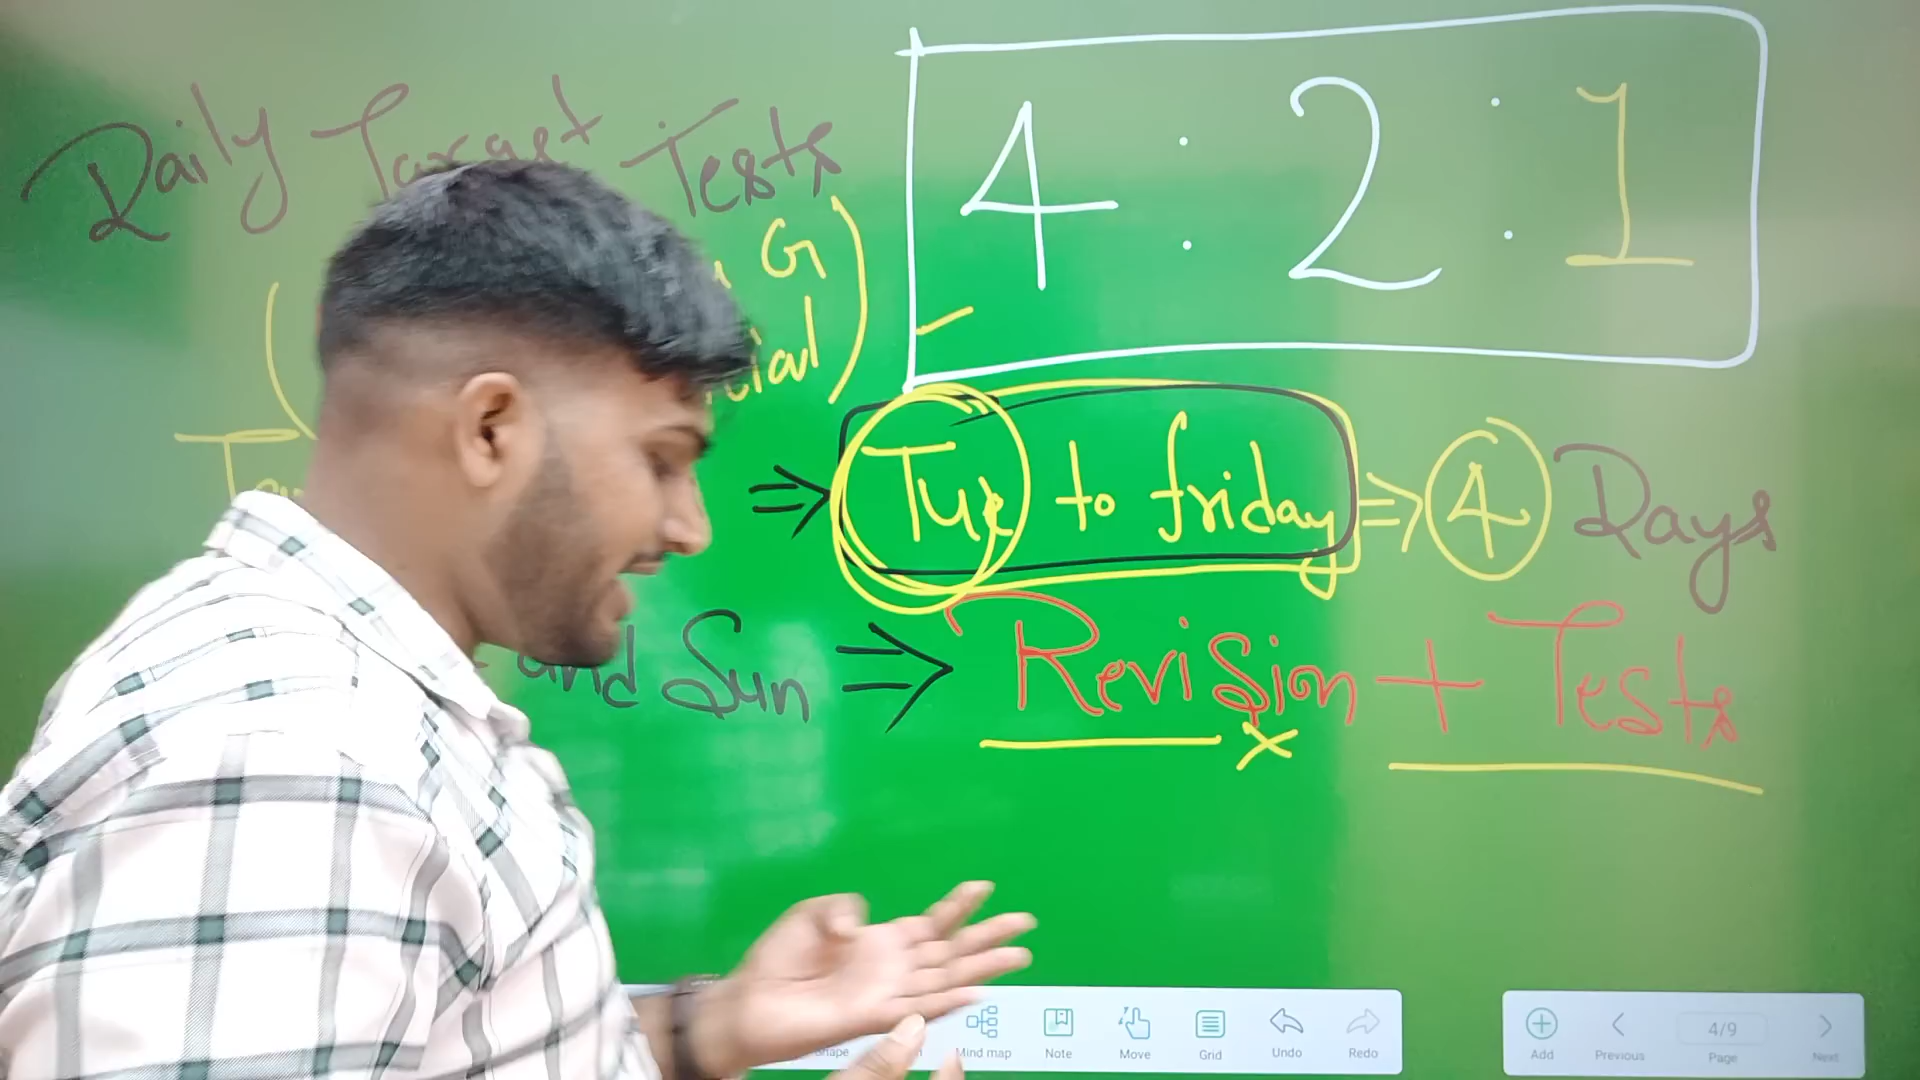 4 : 2 : 1
Daily Target Tests
G
⇒ Tue to friday ⇒ 4 Days
and Sun ⇒ Revision + Tests
Mind map Note Move Grid Undo Redo
Add Previous 4/9 Page Next